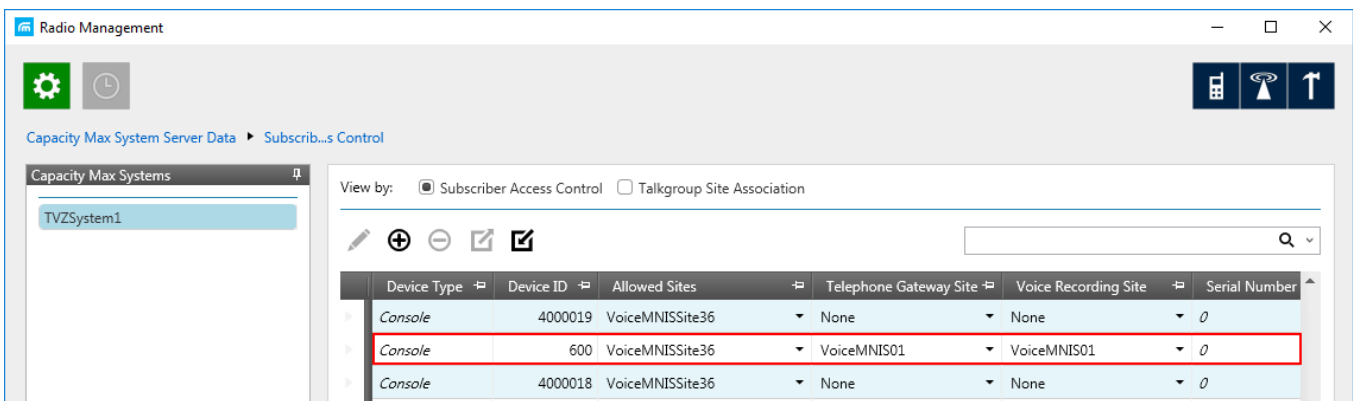 Radio Management
Capacity Max System Server Data ▸ Subscrib...s Control
Capacity Max Systems
TVZSystem1
View by: Subscriber Access Control Talkgroup Site Association
Device Type Device ID Allowed Sites Telephone Gateway Site Voice Recording Site Serial Number
Console 4000019 VoiceMNISSite36 None None 0
Console 600 VoiceMNISSite36 VoiceMNIS01 VoiceMNIS01 0
Console 4000018 VoiceMNISSite36 None None 0